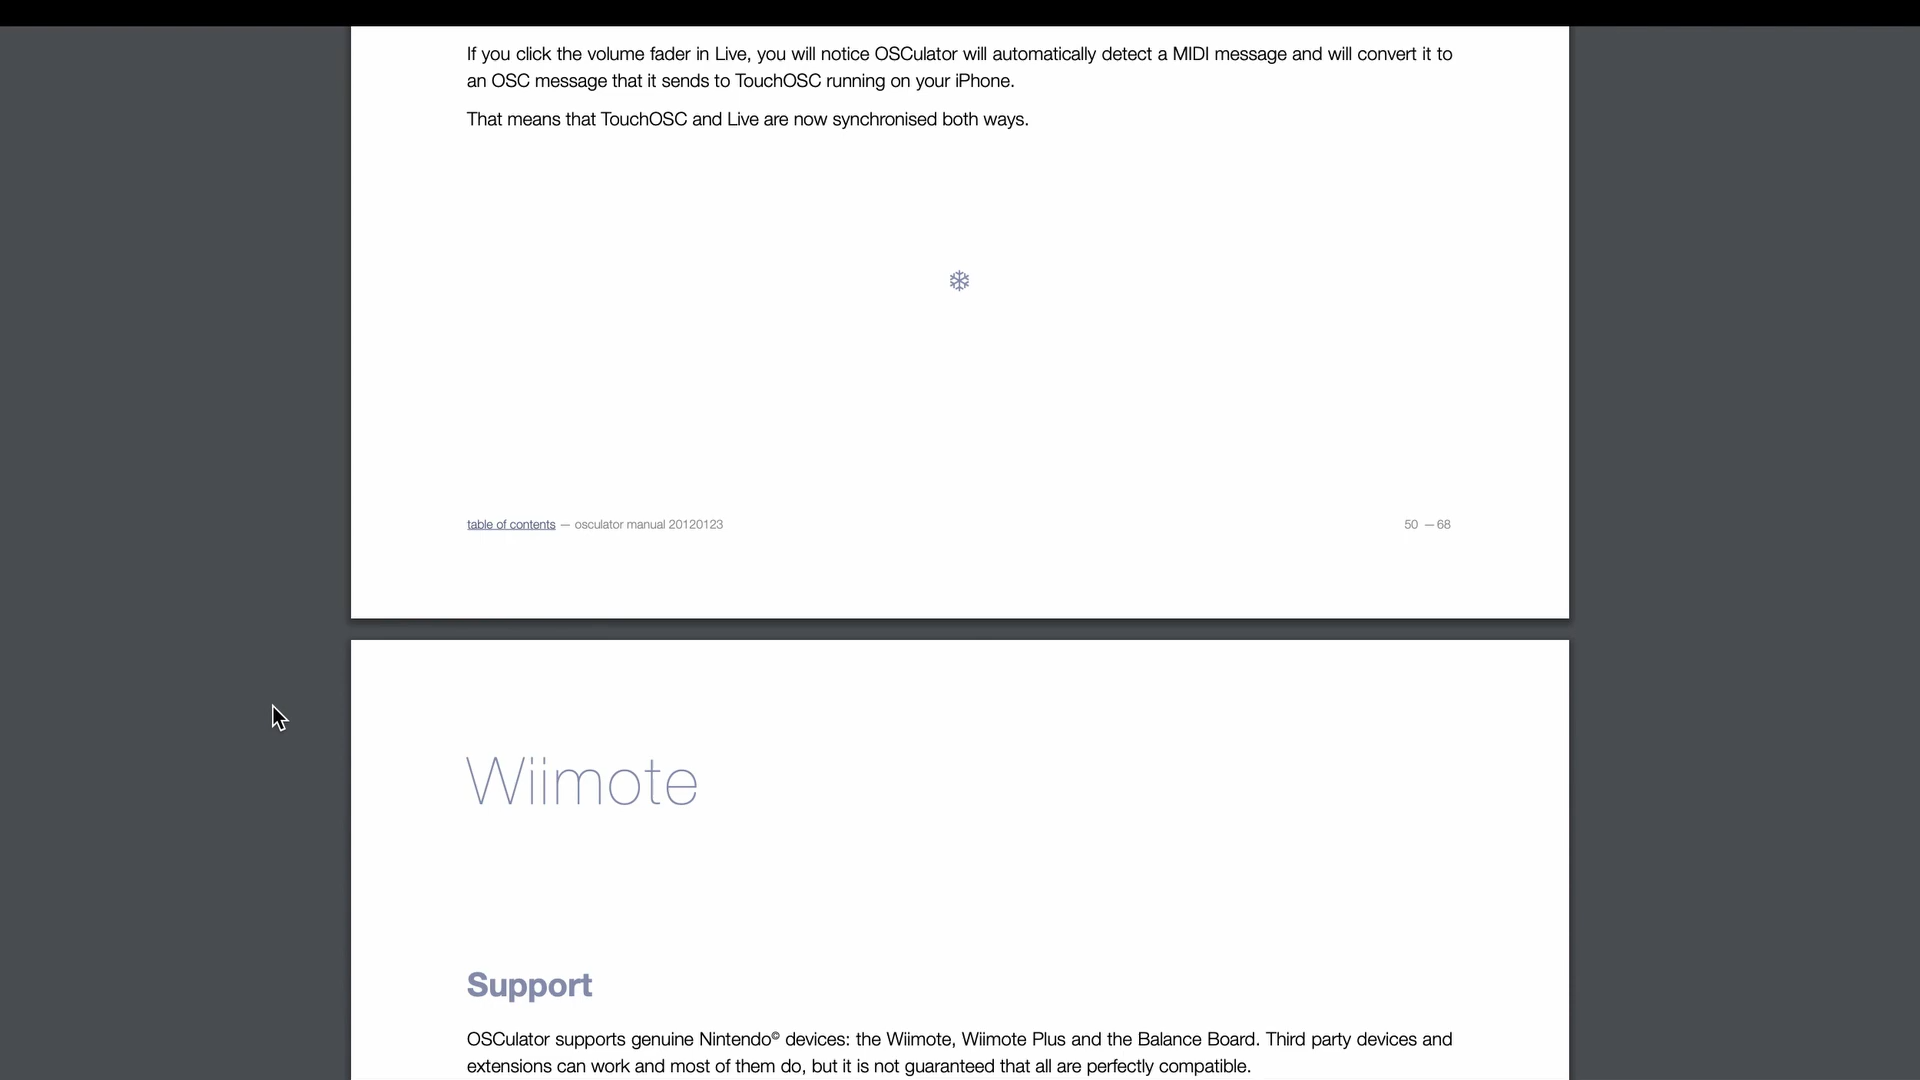 If you click the volume fader in Live, you will notice OSCulator will automatically detect a MIDI message and will convert it to
an OSC message that it sends to TouchOSC running on your iPhone.
That means that TouchOSC and Live are now synchronised both ways.
table of contents — osculator manual 20120123
50 — 68
Wiimote
Support
OSCulator supports genuine Nintendo© devices: the Wiimote, Wiimote Plus and the Balance Board. Third party devices and
extensions can work and most of them do, but it is not guaranteed that all are perfectly compatible.